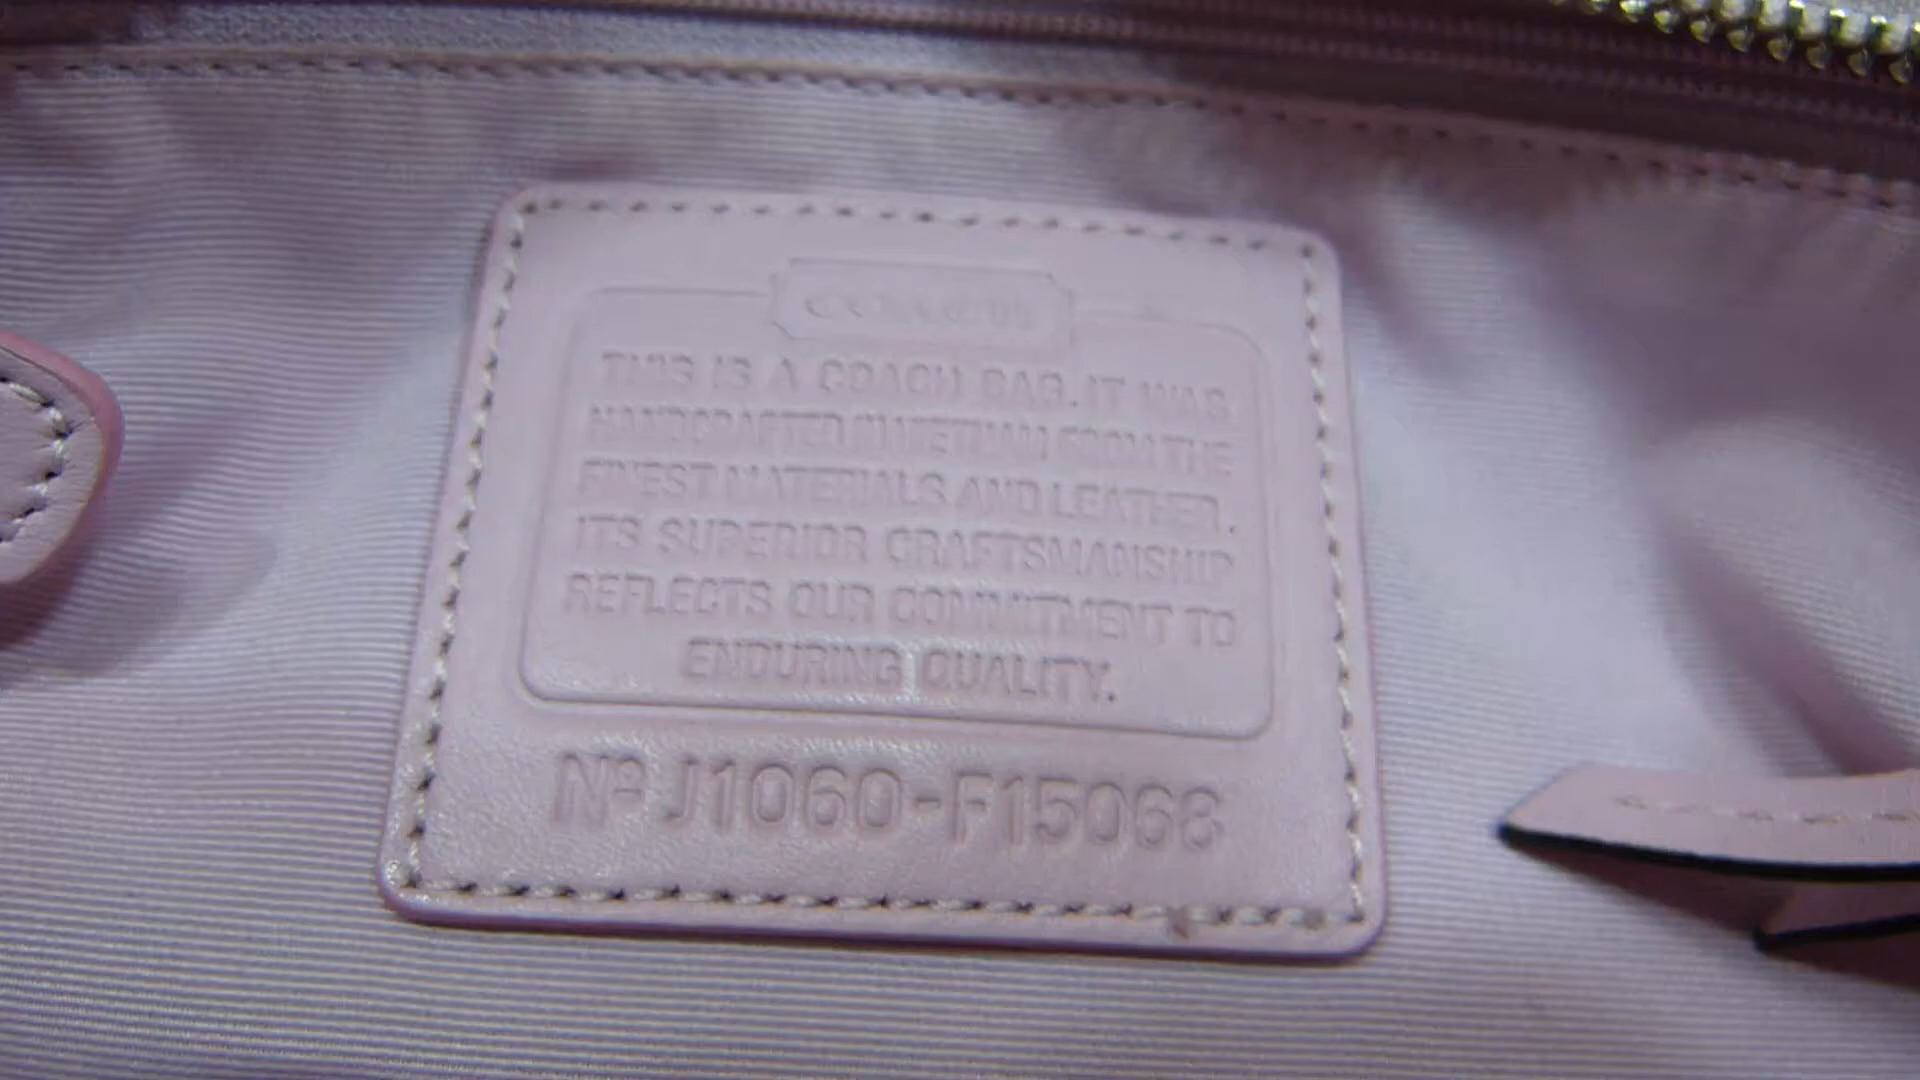 COACH
THIS IS A COACH BAG. IT WAS
HANDCRAFTED IN VIETNAM FROM THE
FINEST MATERIALS AND LEATHER.
ITS SUPERIOR CRAFTSMANSHIP
REFLECTS OUR COMMITMENT TO
ENDURING QUALITY.
Nº J1060-F15068